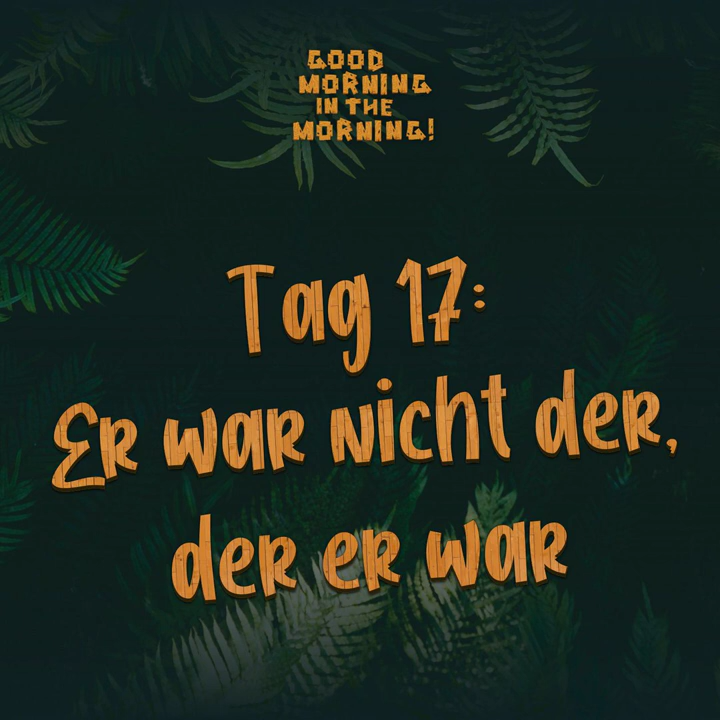 GOOD
MORNING
IN THE
MORNING!
Tag 17:
Er war nicht der,
der er war